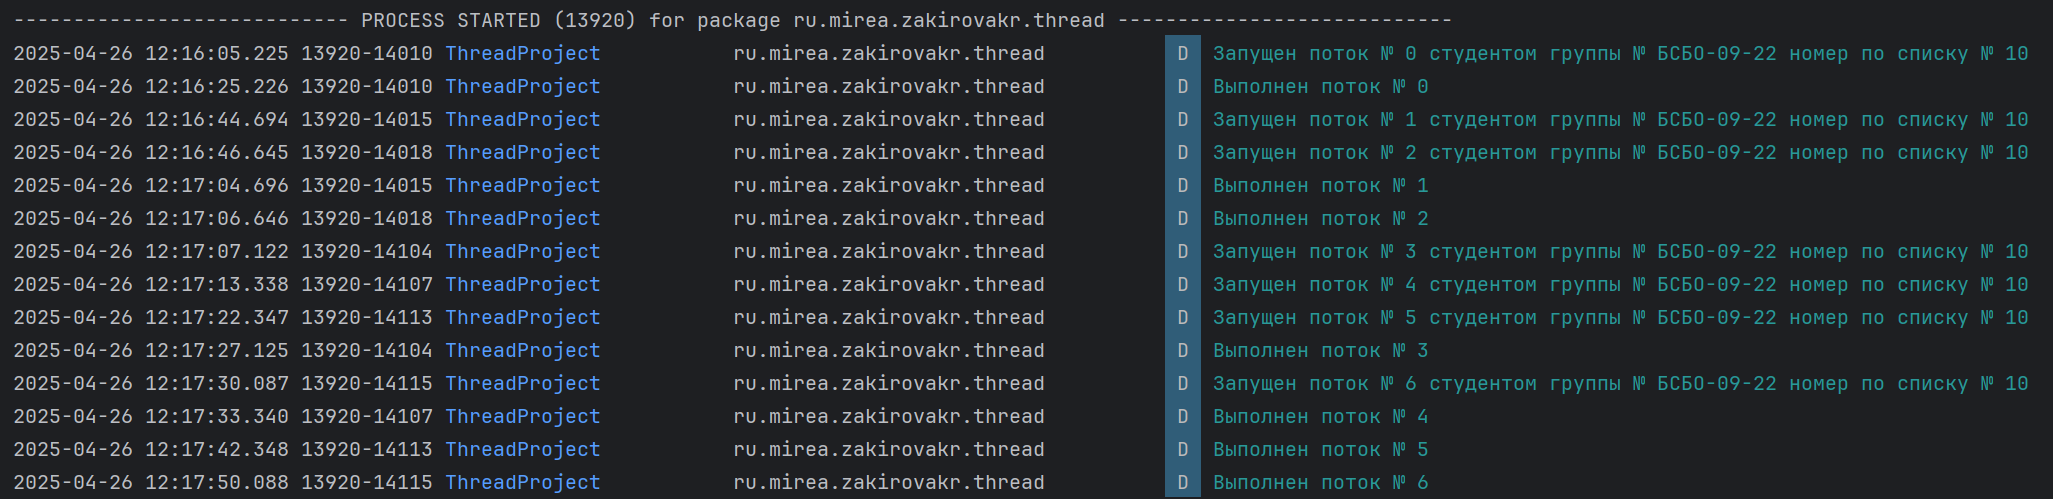 ---------------------------- PROCESS STARTED (13920) for package ru.mirea.zakirovakr.thread ----------------------------
2025-04-26 12:16:05.225 13920-14010 ThreadProject ru.mirea.zakirovakr.thread D Запущен поток № 0 студентом группы № БСБО-09-22 номер по списку № 10
2025-04-26 12:16:25.226 13920-14010 ThreadProject ru.mirea.zakirovakr.thread D Выполнен поток № 0
2025-04-26 12:16:44.694 13920-14015 ThreadProject ru.mirea.zakirovakr.thread D Запущен поток № 1 студентом группы № БСБО-09-22 номер по списку № 10
2025-04-26 12:16:46.645 13920-14018 ThreadProject ru.mirea.zakirovakr.thread D Запущен поток № 2 студентом группы № БСБО-09-22 номер по списку № 10
2025-04-26 12:17:04.696 13920-14015 ThreadProject ru.mirea.zakirovakr.thread D Выполнен поток № 1
2025-04-26 12:17:06.646 13920-14018 ThreadProject ru.mirea.zakirovakr.thread D Выполнен поток № 2
2025-04-26 12:17:07.122 13920-14104 ThreadProject ru.mirea.zakirovakr.thread D Запущен поток № 3 студентом группы № БСБО-09-22 номер по списку № 10
2025-04-26 12:17:13.338 13920-14107 ThreadProject ru.mirea.zakirovakr.thread D Запущен поток № 4 студентом группы № БСБО-09-22 номер по списку № 10
2025-04-26 12:17:22.347 13920-14113 ThreadProject ru.mirea.zakirovakr.thread D Запущен поток № 5 студентом группы № БСБО-09-22 номер по списку № 10
2025-04-26 12:17:27.125 13920-14104 ThreadProject ru.mirea.zakirovakr.thread D Выполнен поток № 3
2025-04-26 12:17:30.087 13920-14115 ThreadProject ru.mirea.zakirovakr.thread D Запущен поток № 6 студентом группы № БСБО-09-22 номер по списку № 10
2025-04-26 12:17:33.340 13920-14107 ThreadProject ru.mirea.zakirovakr.thread D Выполнен поток № 4
2025-04-26 12:17:42.348 13920-14113 ThreadProject ru.mirea.zakirovakr.thread D Выполнен поток № 5
2025-04-26 12:17:50.088 13920-14115 ThreadProject ru.mirea.zakirovakr.thread D Выполнен поток № 6